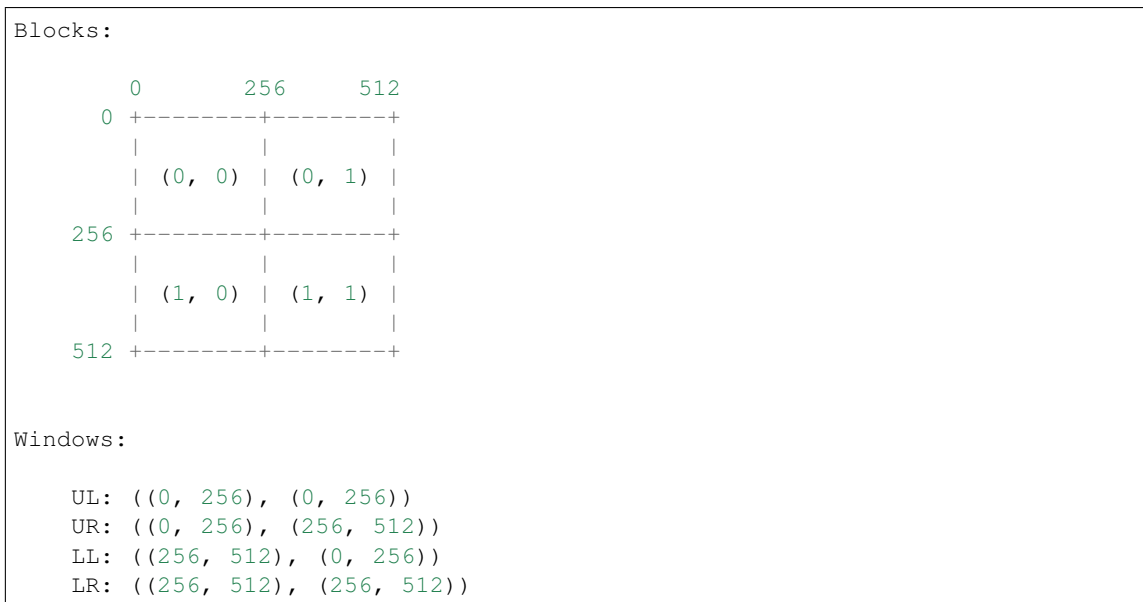 Blocks:
0 256 512
0 +--------+--------+
| | |
| (0, 0) | (0, 1) |
| | |
256 +--------+--------+
| | |
| (1, 0) | (1, 1) |
| | |
512 +--------+--------+
Windows:
UL: ((0, 256), (0, 256))
UR: ((0, 256), (256, 512))
LL: ((256, 512), (0, 256))
LR: ((256, 512), (256, 512))